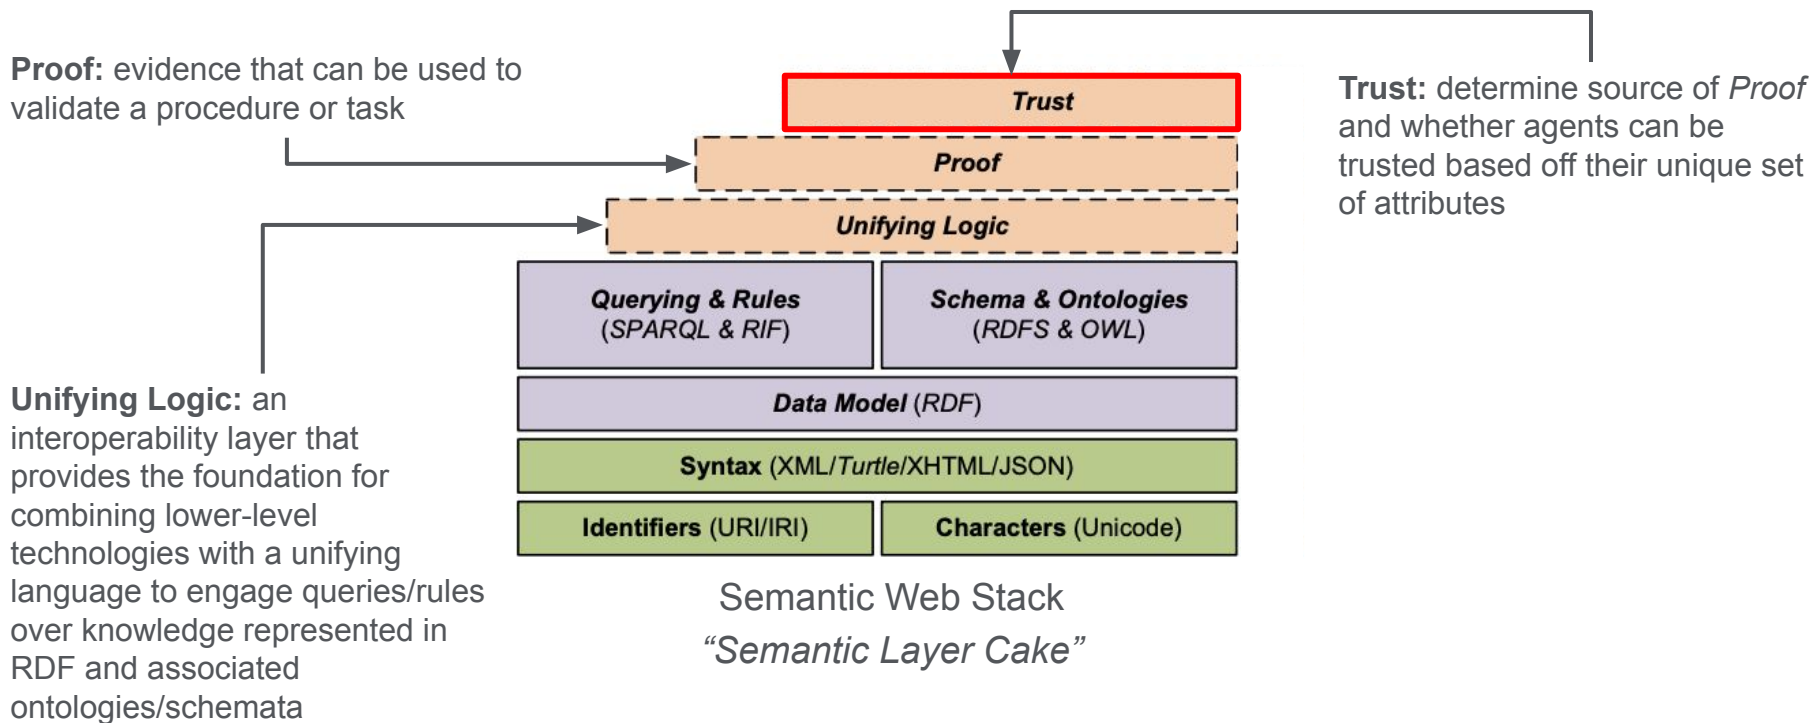 Proof: evidence that can be used to
validate a procedure or task
Trust
Trust: determine source of Proof
and whether agents can be
trusted based off their unique set
of attributes
Proof
Unifying Logic
Querying & Rules
(SPARQL & RIF)
Schema & Ontologies
(RDFS & OWL)
Data Model (RDF)
Syntax (XML/Turtle/XHTML/JSON)
Identifiers (URI/IRI)
Characters (Unicode)
Unifying Logic: an
interoperability layer that
provides the foundation for
combining lower-level
technologies with a unifying
language to engage queries/rules
over knowledge represented in
RDF and associated
ontologies/schemata
Semantic Web Stack
“Semantic Layer Cake”